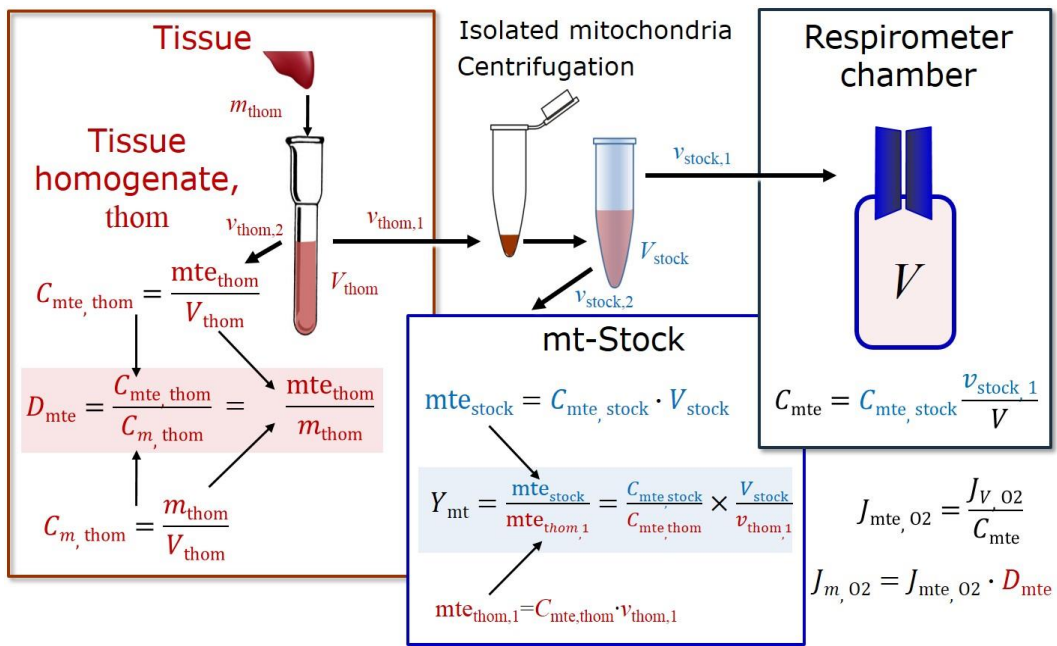 Tissue
m_thom
Tissue
homogenate,
thom
v_thom,2
v_thom,1
V_thom
C_mte, thom = mte_thom / V_thom
D_mte = C_mte, thom / C_m, thom = mte_thom / m_thom
C_m, thom = m_thom / V_thom
Isolated mitochondria
Centrifugation
v_stock,1
V_stock
v_stock,2
mt-Stock
mte_stock = C_mte, stock · V_stock
Y_mt = mte_stock / mte_thom,1 = C_mte,stock / C_mte,thom × V_stock / v_thom,1
mte_thom,1=C_mte,thom·v_thom,1
Respirometer
chamber
V
C_mte = C_mte, stock v_stock, 1 / V
J_mte, O2 = J_V, O2 / C_mte
J_m, O2 = J_mte, O2 · D_mte